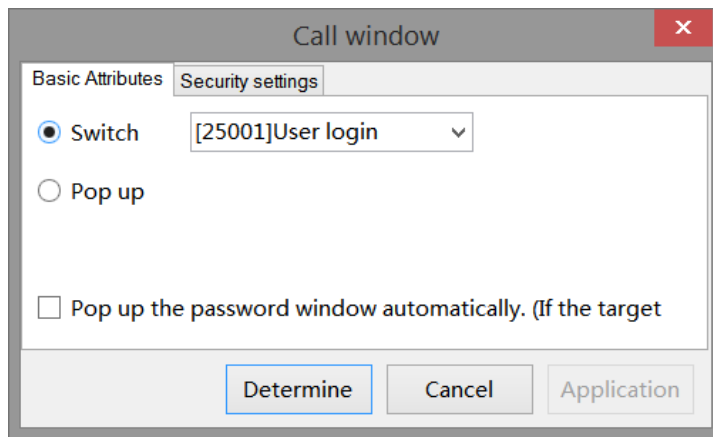 Call window
Basic Attributes Security settings
Switch [25001]User login
Pop up
Pop up the password window automatically. (If the target
Determine Cancel Application